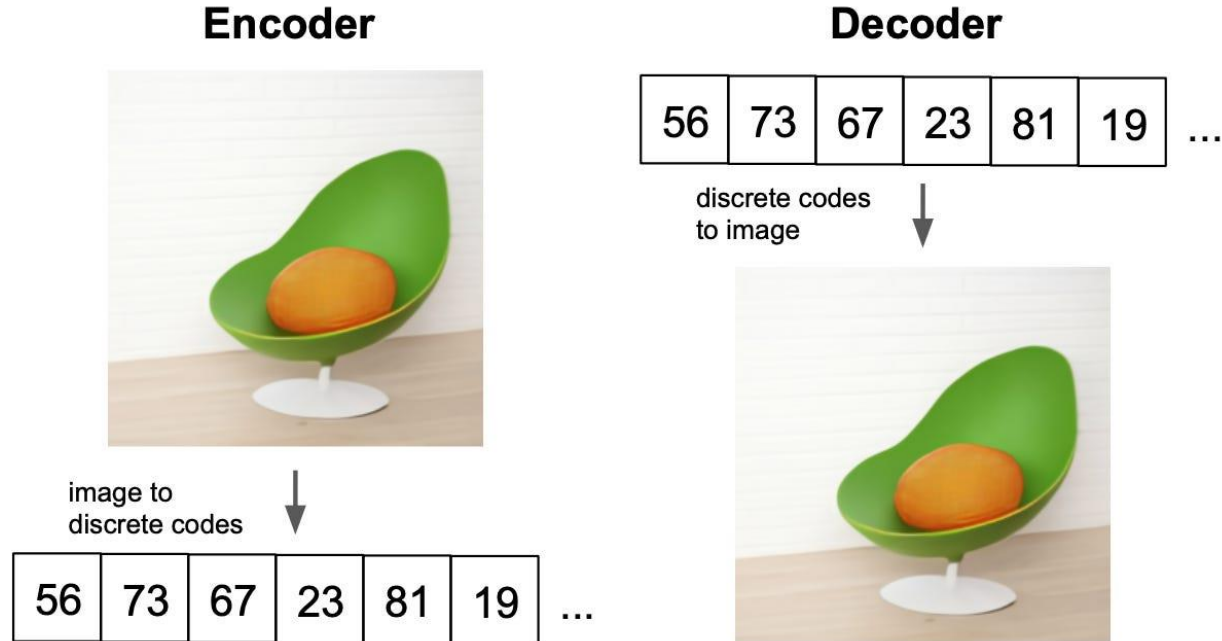 Encoder
image to
discrete codes
56 73 67 23 81 19 ...
Decoder
56 73 67 23 81 19 ...
discrete codes
to image